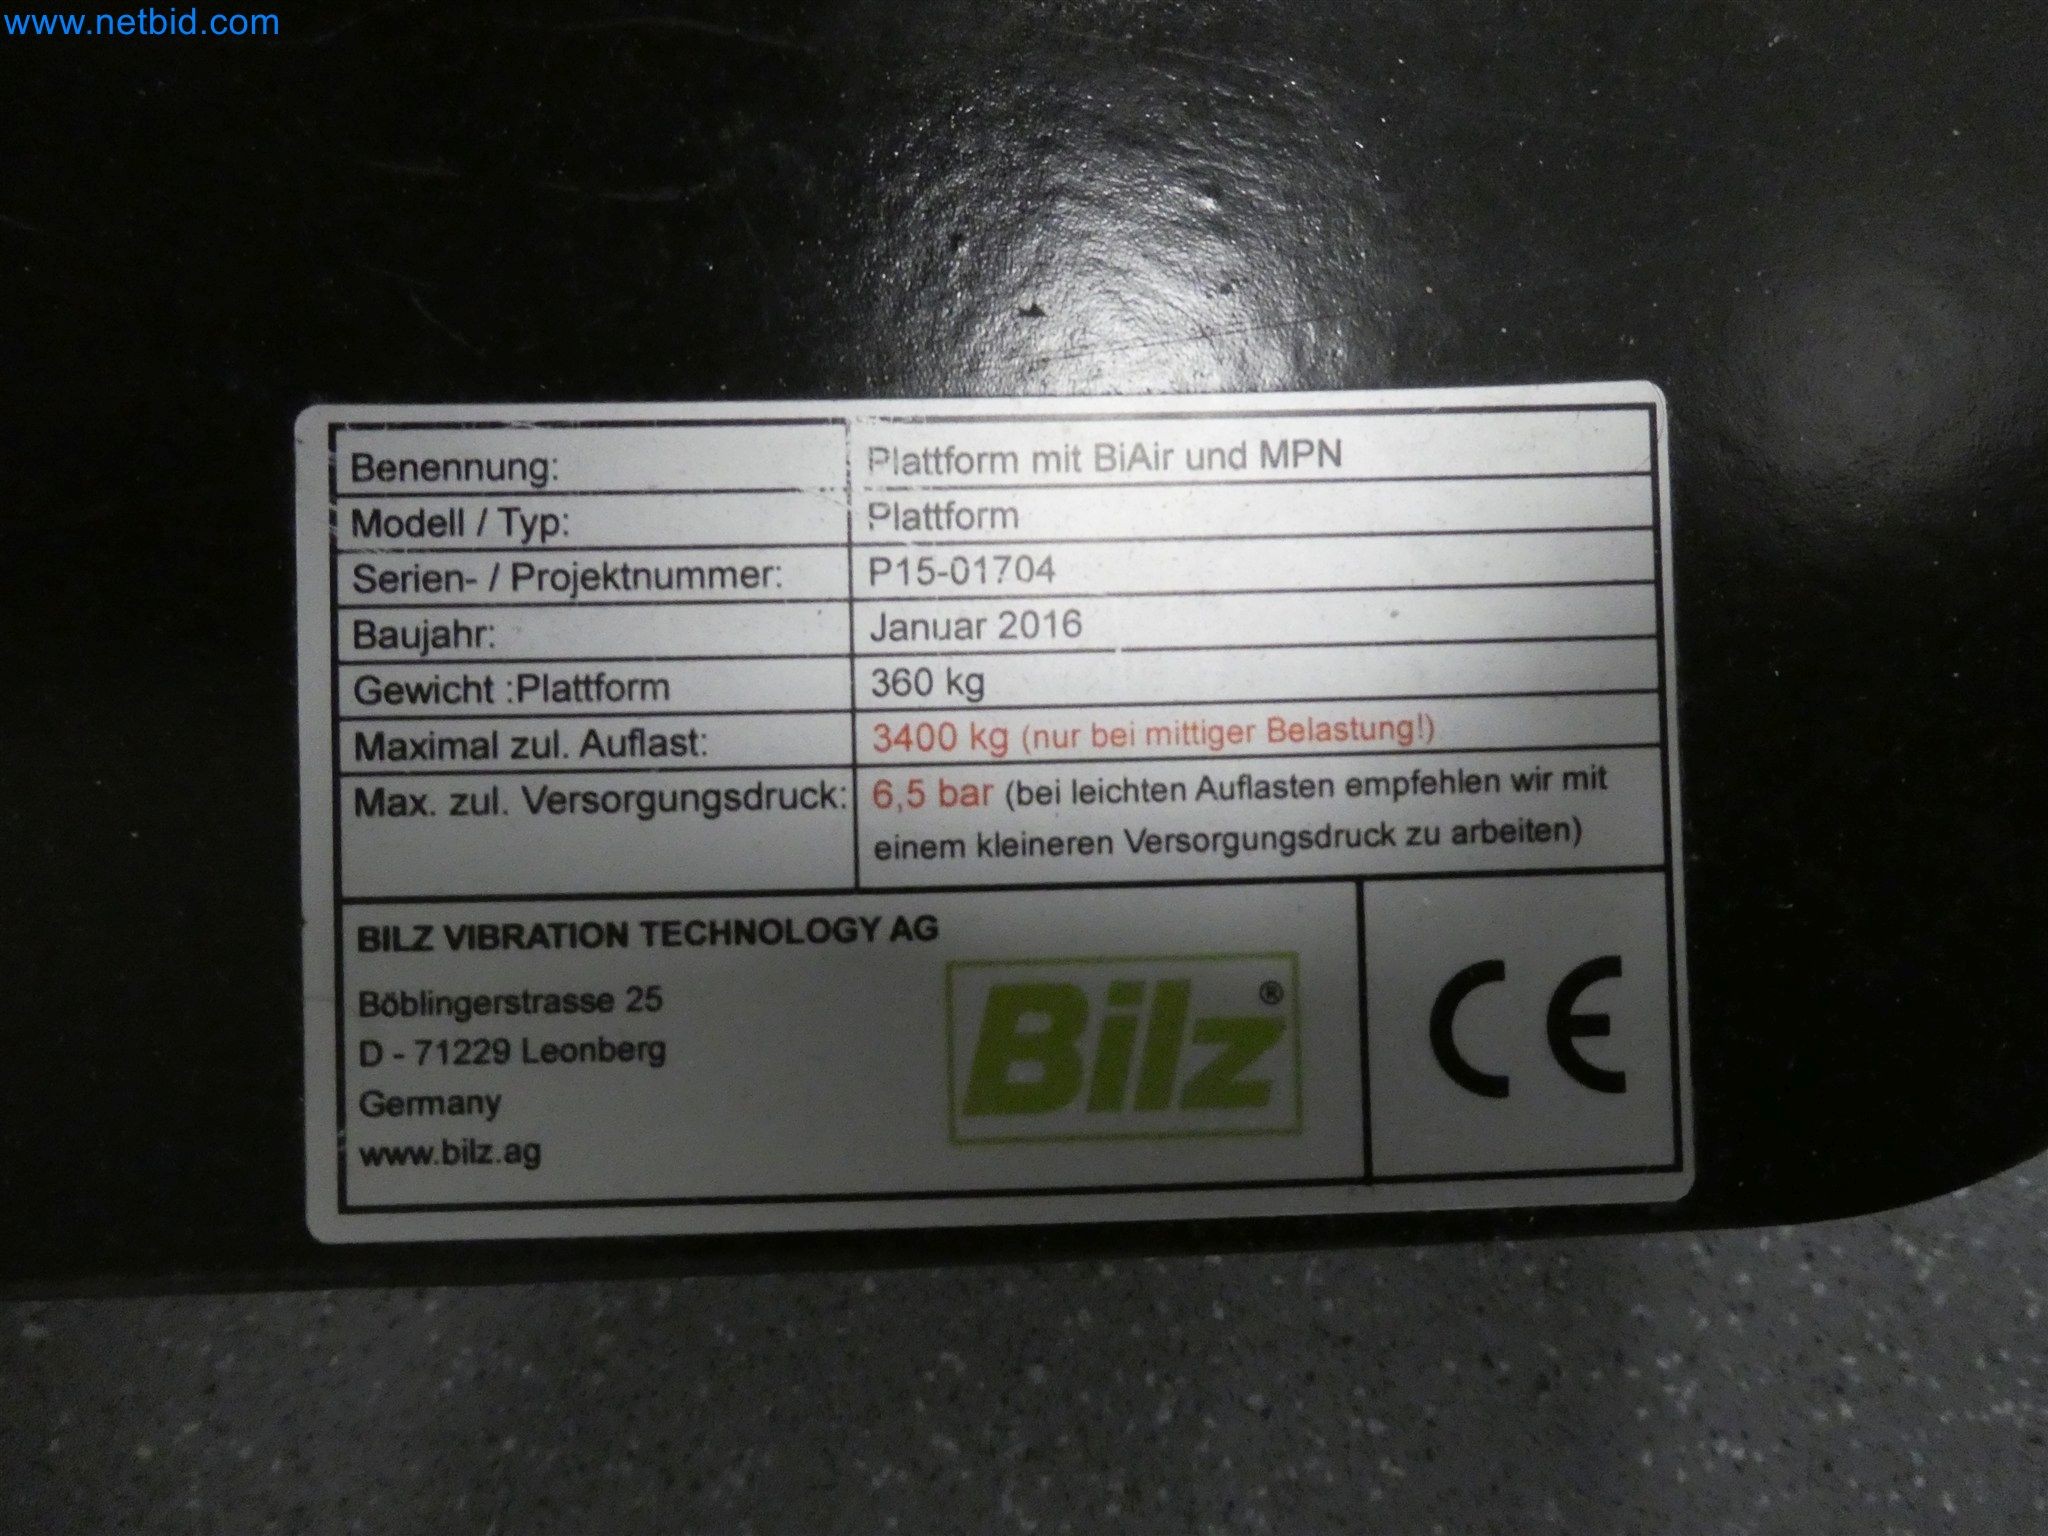 www.netbid.com
Benennung: Plattform mit BiAir und MPN
Modell / Typ: Plattform
Serien- / Projektnummer: P15-01704
Baujahr: Januar 2016
Gewicht :Plattform 360 kg
Maximal zul. Auflast: 3400 kg (nur bei mittiger Belastung!)
Max. zul. Versorgungsdruck: 6,5 bar (bei leichten Auflasten empfehlen wir mit
einem kleineren Versorgungsdruck zu arbeiten)
BILZ VIBRATION TECHNOLOGY AG
Böblingerstrasse 25
D - 71229 Leonberg
Germany
www.bilz.ag
Bilz®
CE